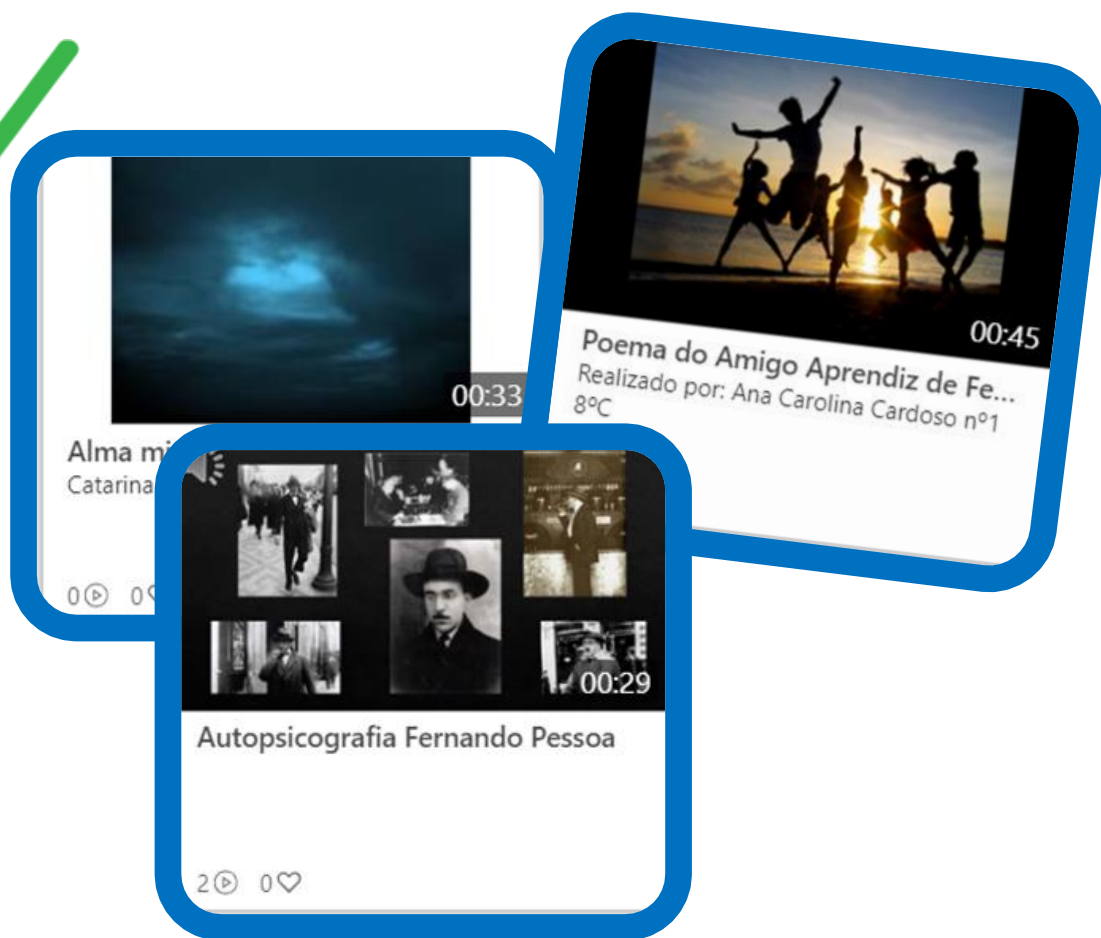 00:33
Alma mi
Catarina
0 0
00:45
Poema do Amigo Aprendiz de Fe...
Realizado por: Ana Carolina Cardoso nº1
8ºC
00:29
Autopsicografia Fernando Pessoa
2 0